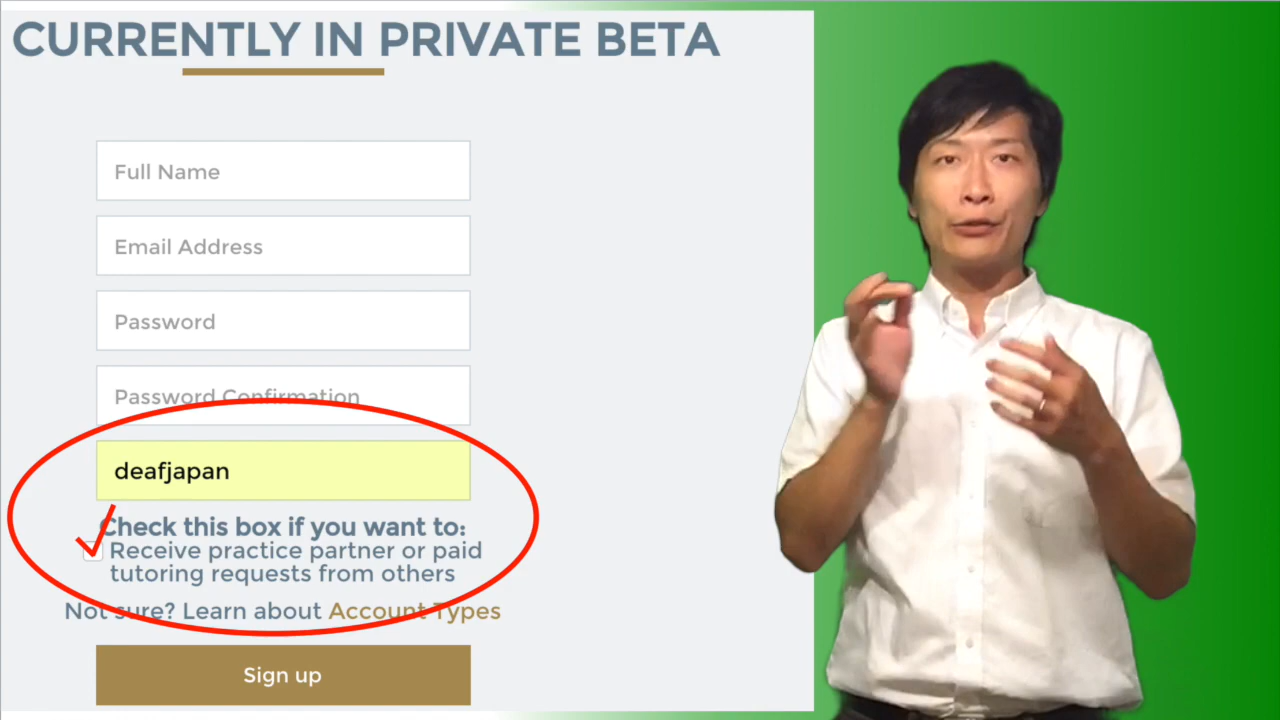 CURRENTLY IN PRIVATE BETA
Full Name
Email Address
Password
Password Confirmation
deafjapan
Check this box if you want to:
Receive practice partner or paid
tutoring requests from others
Not sure? Learn about Account Types
Sign up